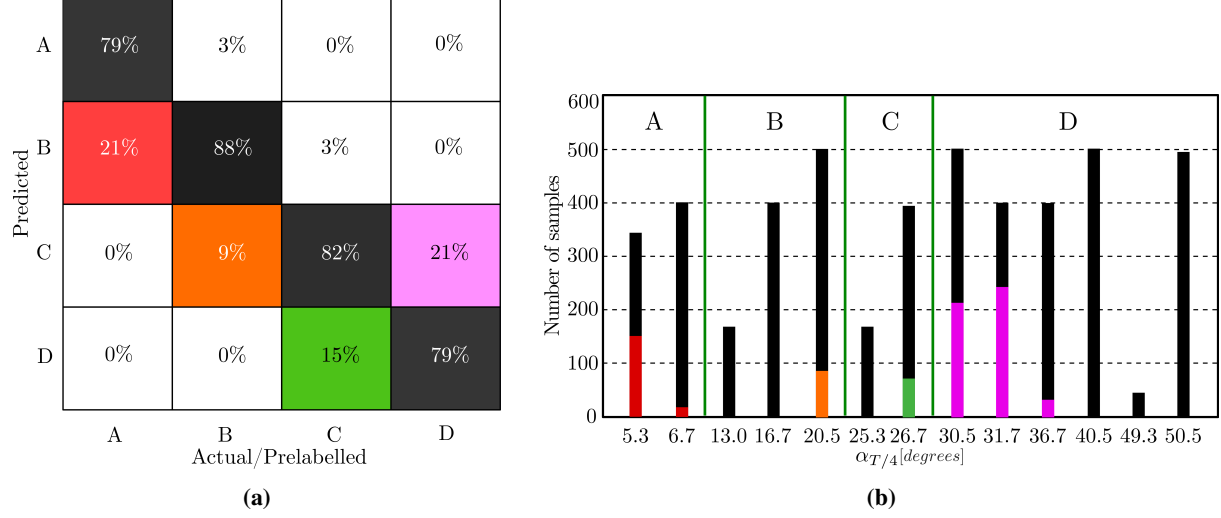 A 79% 3% 0% 0%
B 21% 88% 3% 0%
C 0% 9% 82% 21%
D 0% 0% 15% 79%
Predicted
A B C D
Actual/Prelabelled
(a)
A B C D
600
500
400
300
200
100
0
Number of samples
5.3 6.7 13.0 16.7 20.5 25.3 26.7 30.5 31.7 36.7 40.5 49.3 50.5
α_{T/4}[degrees]
(b)